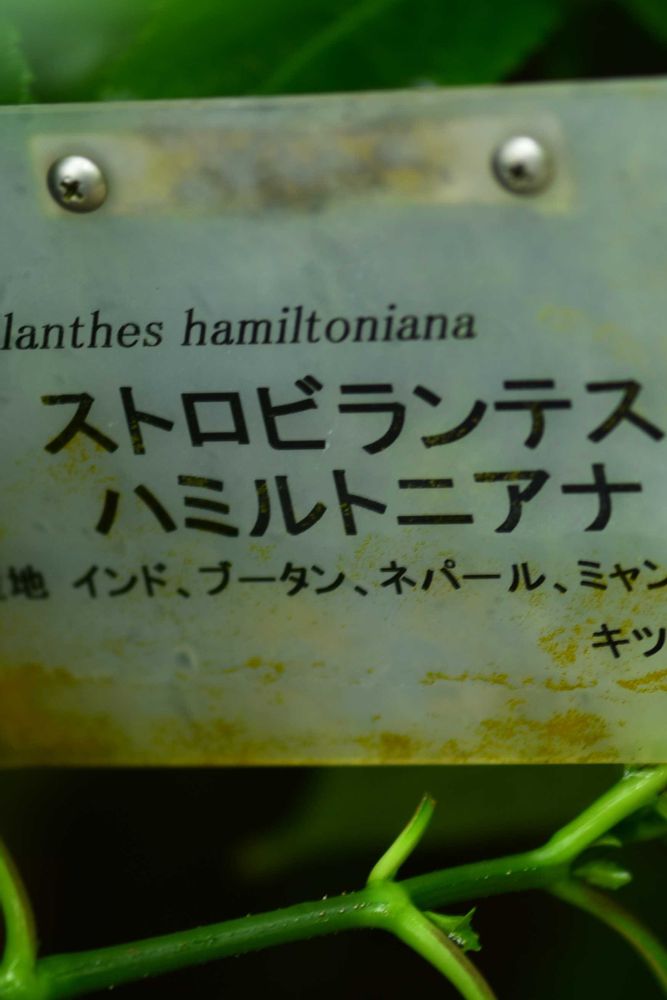 lanthes hamiltoniana
ストロビランテス
ハミルトニアナ
地 インド、ブータン、ネパール、ミャン
キツ